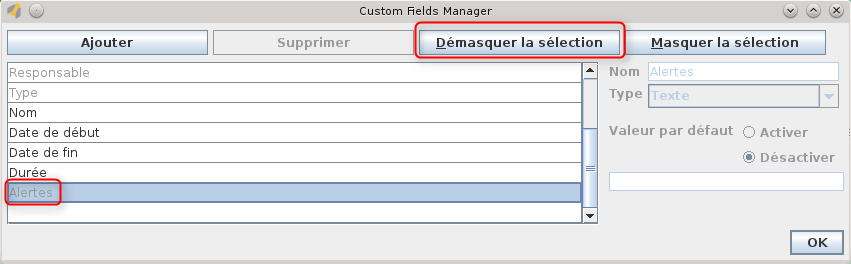 Custom Fields Manager
Ajouter
Supprimer
Démasquer la sélection
Masquer la sélection
Responsable
Type
Nom
Date de début
Date de fin
Durée
Alertes
Nom Alertes
Type Texte
Valeur par défaut Activer
Désactiver
OK